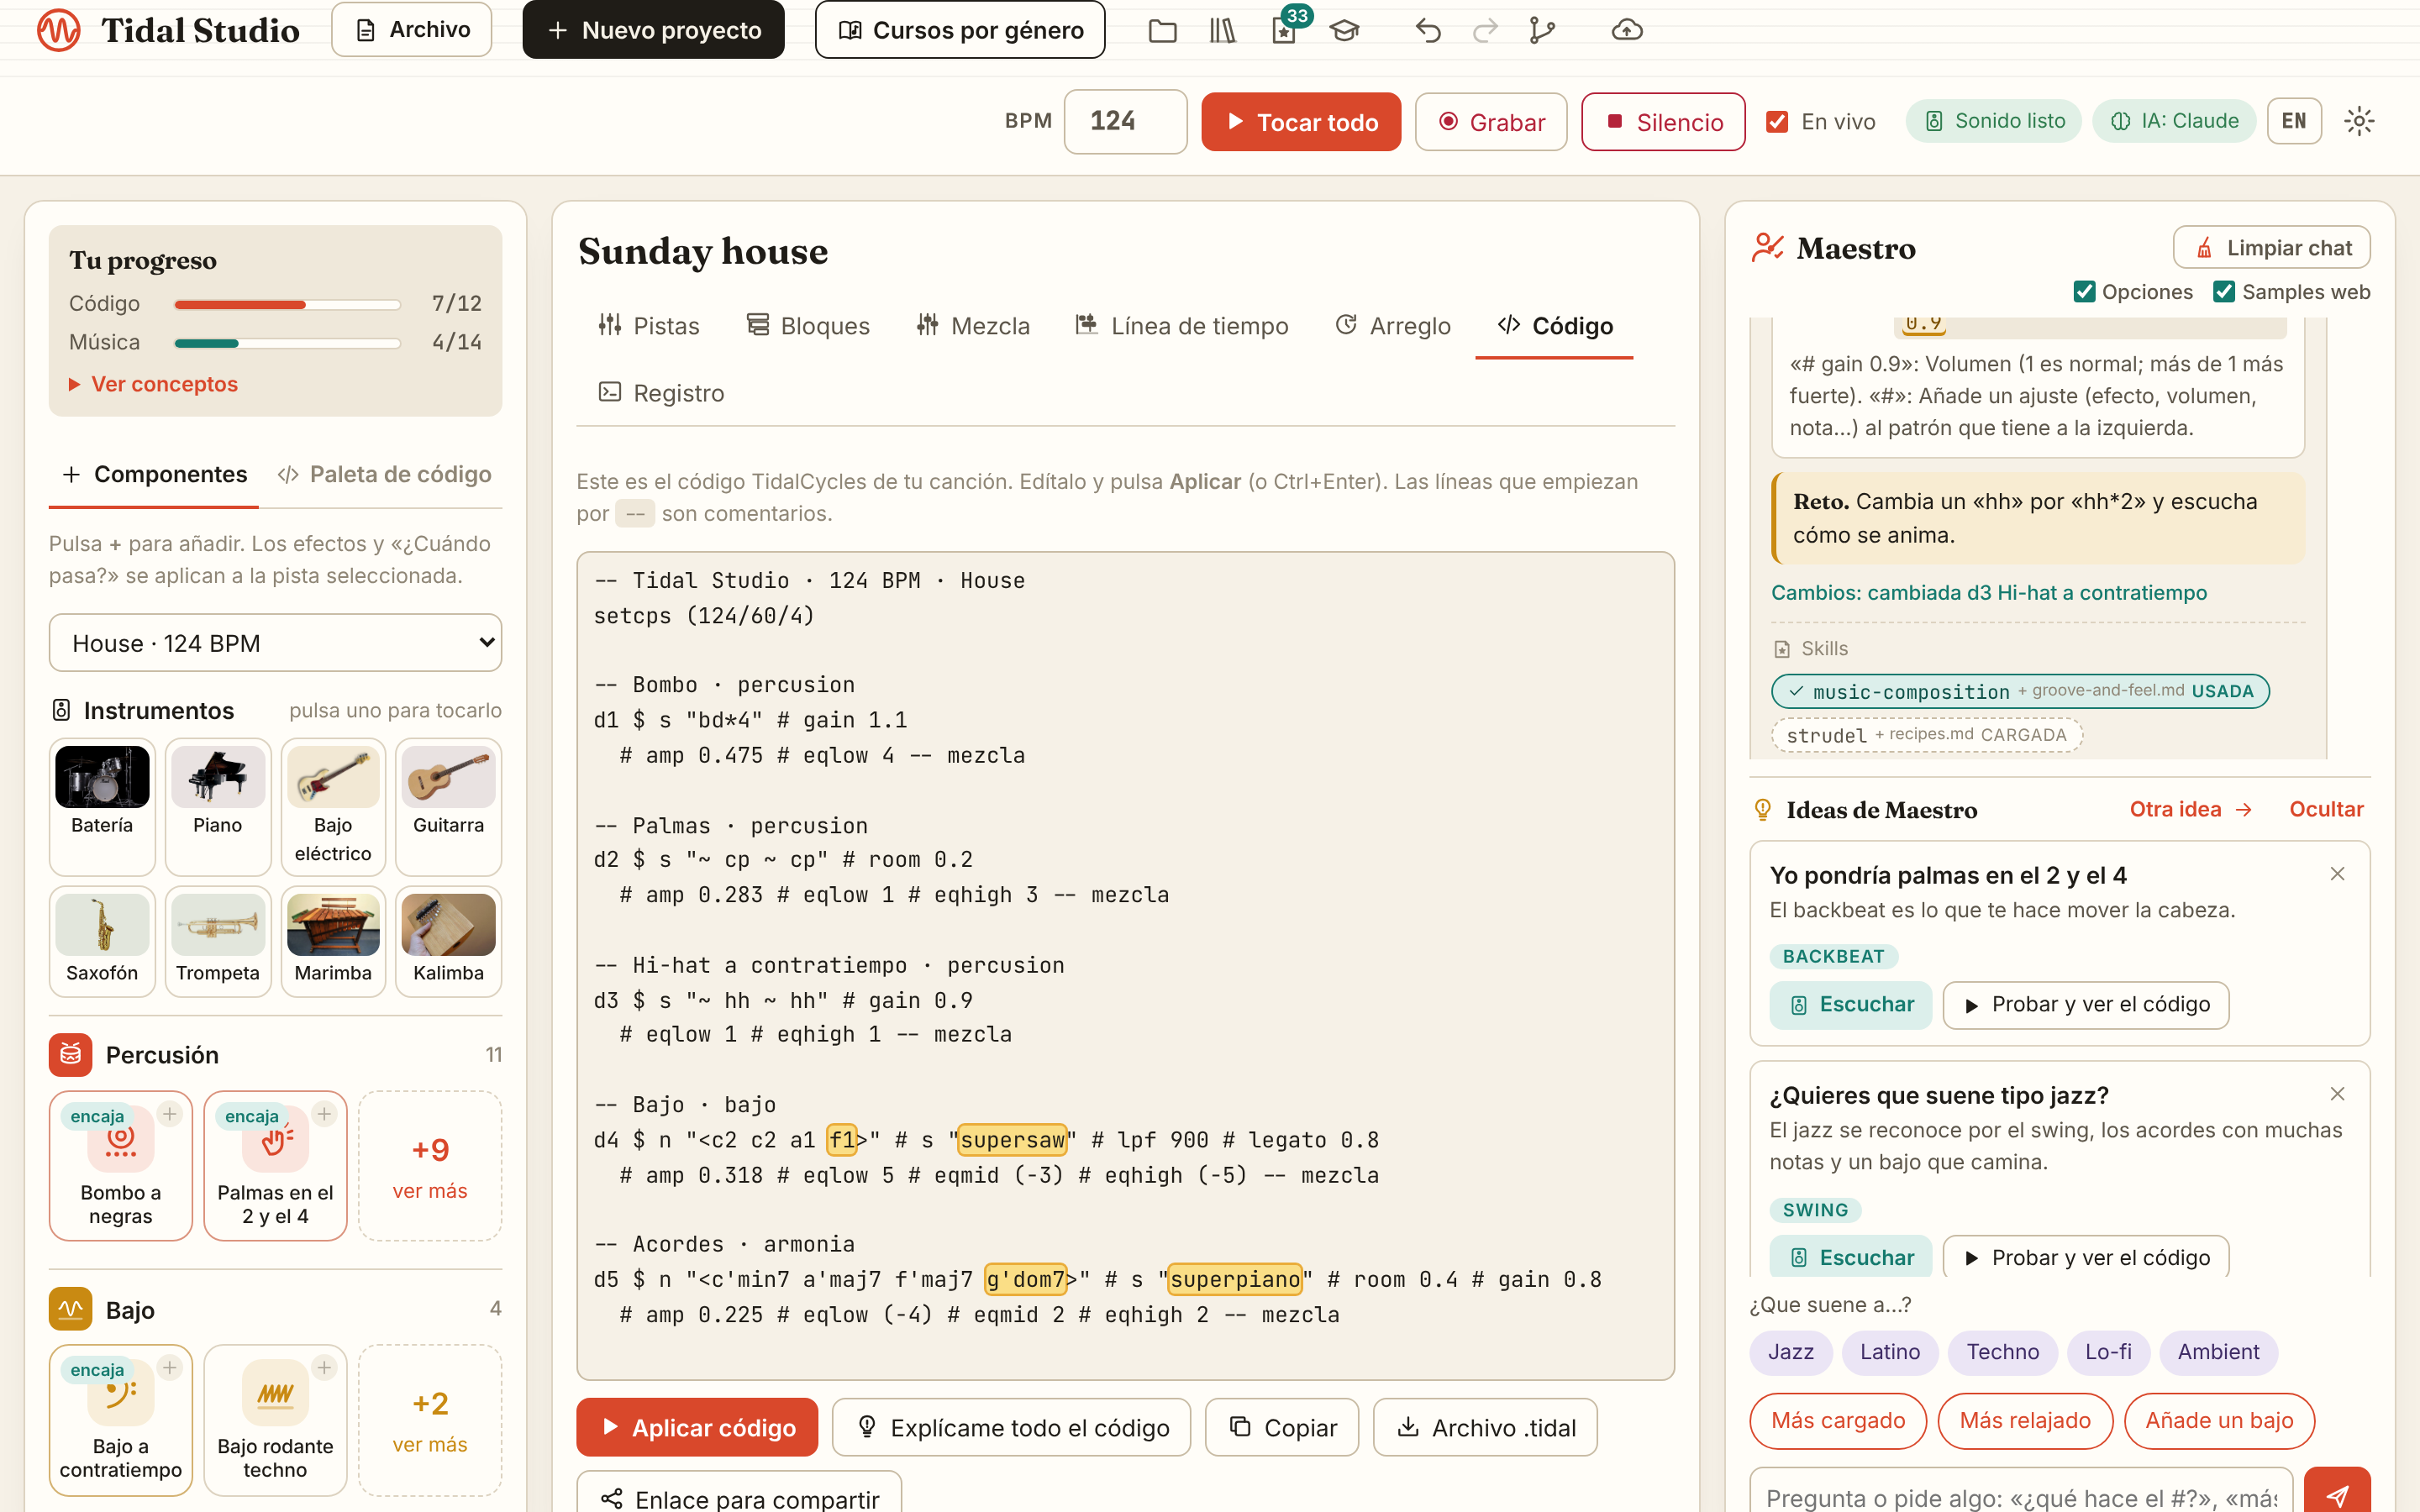 Tidal Studio
Archivo
Nuevo proyecto
Cursos por género
33
BPM
124
Tocar todo
Grabar
Silencio
En vivo
Sonido listo
IA: Claude
EN
Tu progreso
Código
7/12
Música
4/14
Ver conceptos
Componentes
Paleta de código
Pulsa + para añadir. Los efectos y «¿Cuándo
pasa?» se aplican a la pista seleccionada.
House · 124 BPM
Instrumentos
pulsa uno para tocarlo
Batería
Piano
Bajo
eléctrico
Guitarra
Saxofón
Trompeta
Marimba
Kalimba
Percusión
11
encaja
Bombo a
negras
encaja
Palmas en el
2 y el 4
+9
ver más
Bajo
4
encaja
Bajo a
contratiempo
Bajo rodante
techno
+2
ver más
Sunday house
Pistas
Bloques
Mezcla
Línea de tiempo
Arreglo
Código
Registro
Este es el código TidalCycles de tu canción. Edítalo y pulsa Aplicar (o Ctrl+Enter). Las líneas que empiezan
por -- son comentarios.
-- Tidal Studio · 124 BPM · House
setcps (124/60/4)
-- Bombo · percusion
d1 $ s "bd*4" # gain 1.1
# amp 0.475 # eqlow 4 -- mezcla
-- Palmas · percusion
d2 $ s "~ cp ~ cp" # room 0.2
# amp 0.283 # eqlow 1 # eqhigh 3 -- mezcla
-- Hi-hat a contratiempo · percusion
d3 $ s "~ hh ~ hh" # gain 0.9
# eqlow 1 # eqhigh 1 -- mezcla
-- Bajo · bajo
d4 $ n "<c2 c2 a1 f1>" # s "supersaw" # lpf 900 # legato 0.8
# amp 0.318 # eqlow 5 # eqmid (-3) # eqhigh (-5) -- mezcla
-- Acordes · armonia
d5 $ n "<c'min7 a'maj7 f'maj7 g'dom7>" # s "superpiano" # room 0.4 # gain 0.8
# amp 0.225 # eqlow (-4) # eqmid 2 # eqhigh 2 -- mezcla
Aplicar código
Explícame todo el código
Copiar
Archivo .tidal
Enlace para compartir
Maestro
Limpiar chat
Opciones
Samples web
0.9
«# gain 0.9»: Volumen (1 es normal; más de 1 más
fuerte). «#»: Añade un ajuste (efecto, volumen,
nota...) al patrón que tiene a la izquierda.
Reto. Cambia un «hh» por «hh*2» y escucha
cómo se anima.
Cambios: cambiada d3 Hi-hat a contratiempo
Skills
music-composition + groove-and-feel.md USADA
strudel + recipes.md CARGADA
Ideas de Maestro
Otra idea →
Ocultar
Yo pondría palmas en el 2 y el 4
El backbeat es lo que te hace mover la cabeza.
BACKBEAT
Escuchar
Probar y ver el código
¿Quieres que suene tipo jazz?
El jazz se reconoce por el swing, los acordes con muchas
notas y un bajo que camina.
SWING
Escuchar
Probar y ver el código
¿Que suene a...?
Jazz
Latino
Techno
Lo-fi
Ambient
Más cargado
Más relajado
Añade un bajo
Pregunta o pide algo: «¿qué hace el #?», «más